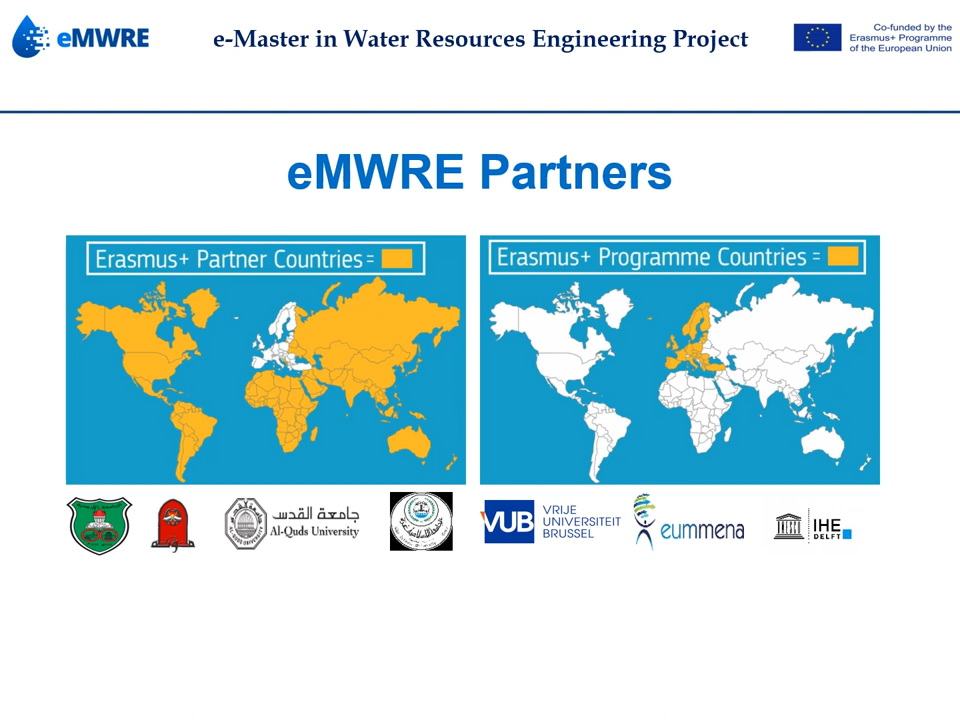 eMWRE
e-Master in Water Resources Engineering Project
Co-funded by the
Erasmus+ Programme
of the European Union
eMWRE Partners
Erasmus+ Partner Countries =
Erasmus+ Programme Countries =
جامعة القدس
Al-Quds University
VUB
VRIJE
UNIVERSITEIT
BRUSSEL
eummena
IHE
DELFT